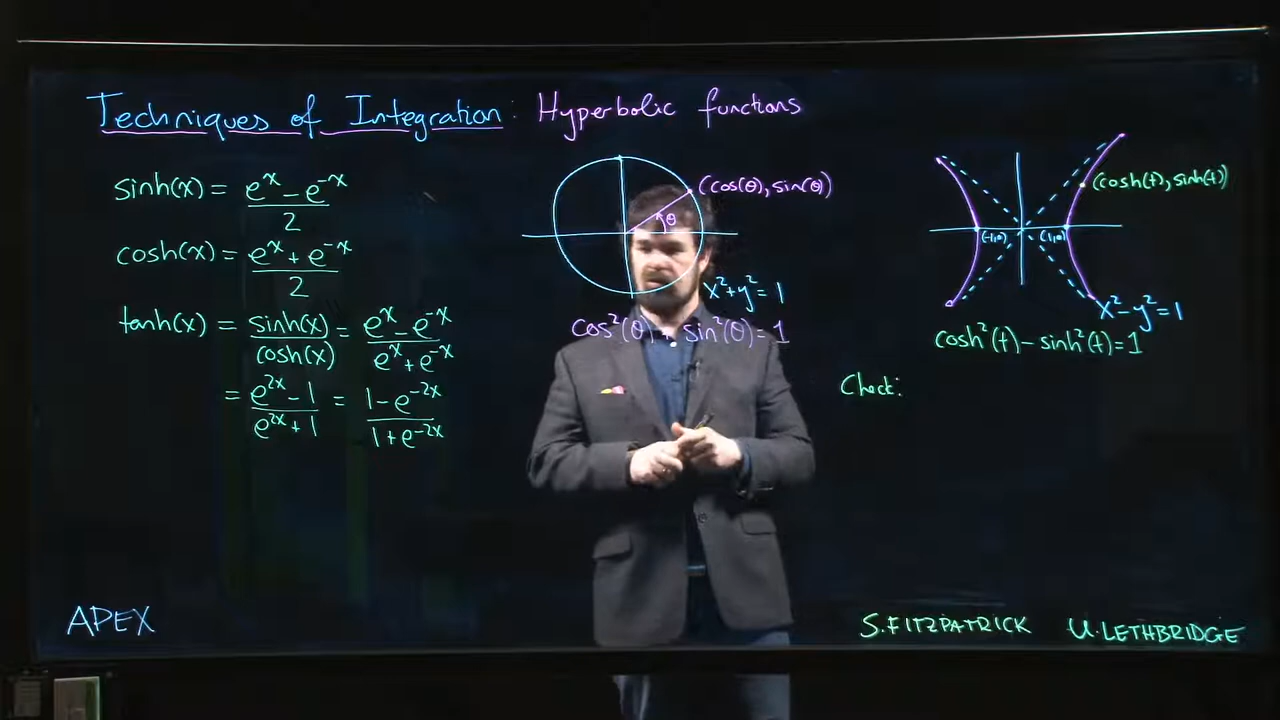 Techniques of Integration: Hyperbolic functions
sinh(x) = (e^x − e^−x)/2
cosh(x) = (e^x + e^−x)/2
tanh(x) = sinh(x)/cosh(x) = (e^x − e^−x)/(e^x + e^−x)
= (e^2x − 1)/(e^2x + 1) = (1 − e^−2x)/(1 + e^−2x)
(cos(θ), sin(θ))
θ
x² + y² = 1
cos²(θ) + sin²(θ) = 1
(cosh(t), sinh(t))
(-1,0) (1,0)
x² − y² = 1
cosh²(t) − sinh²(t) = 1
Check:
APEX
S.FITZPATRICK U.LETHBRIDGE